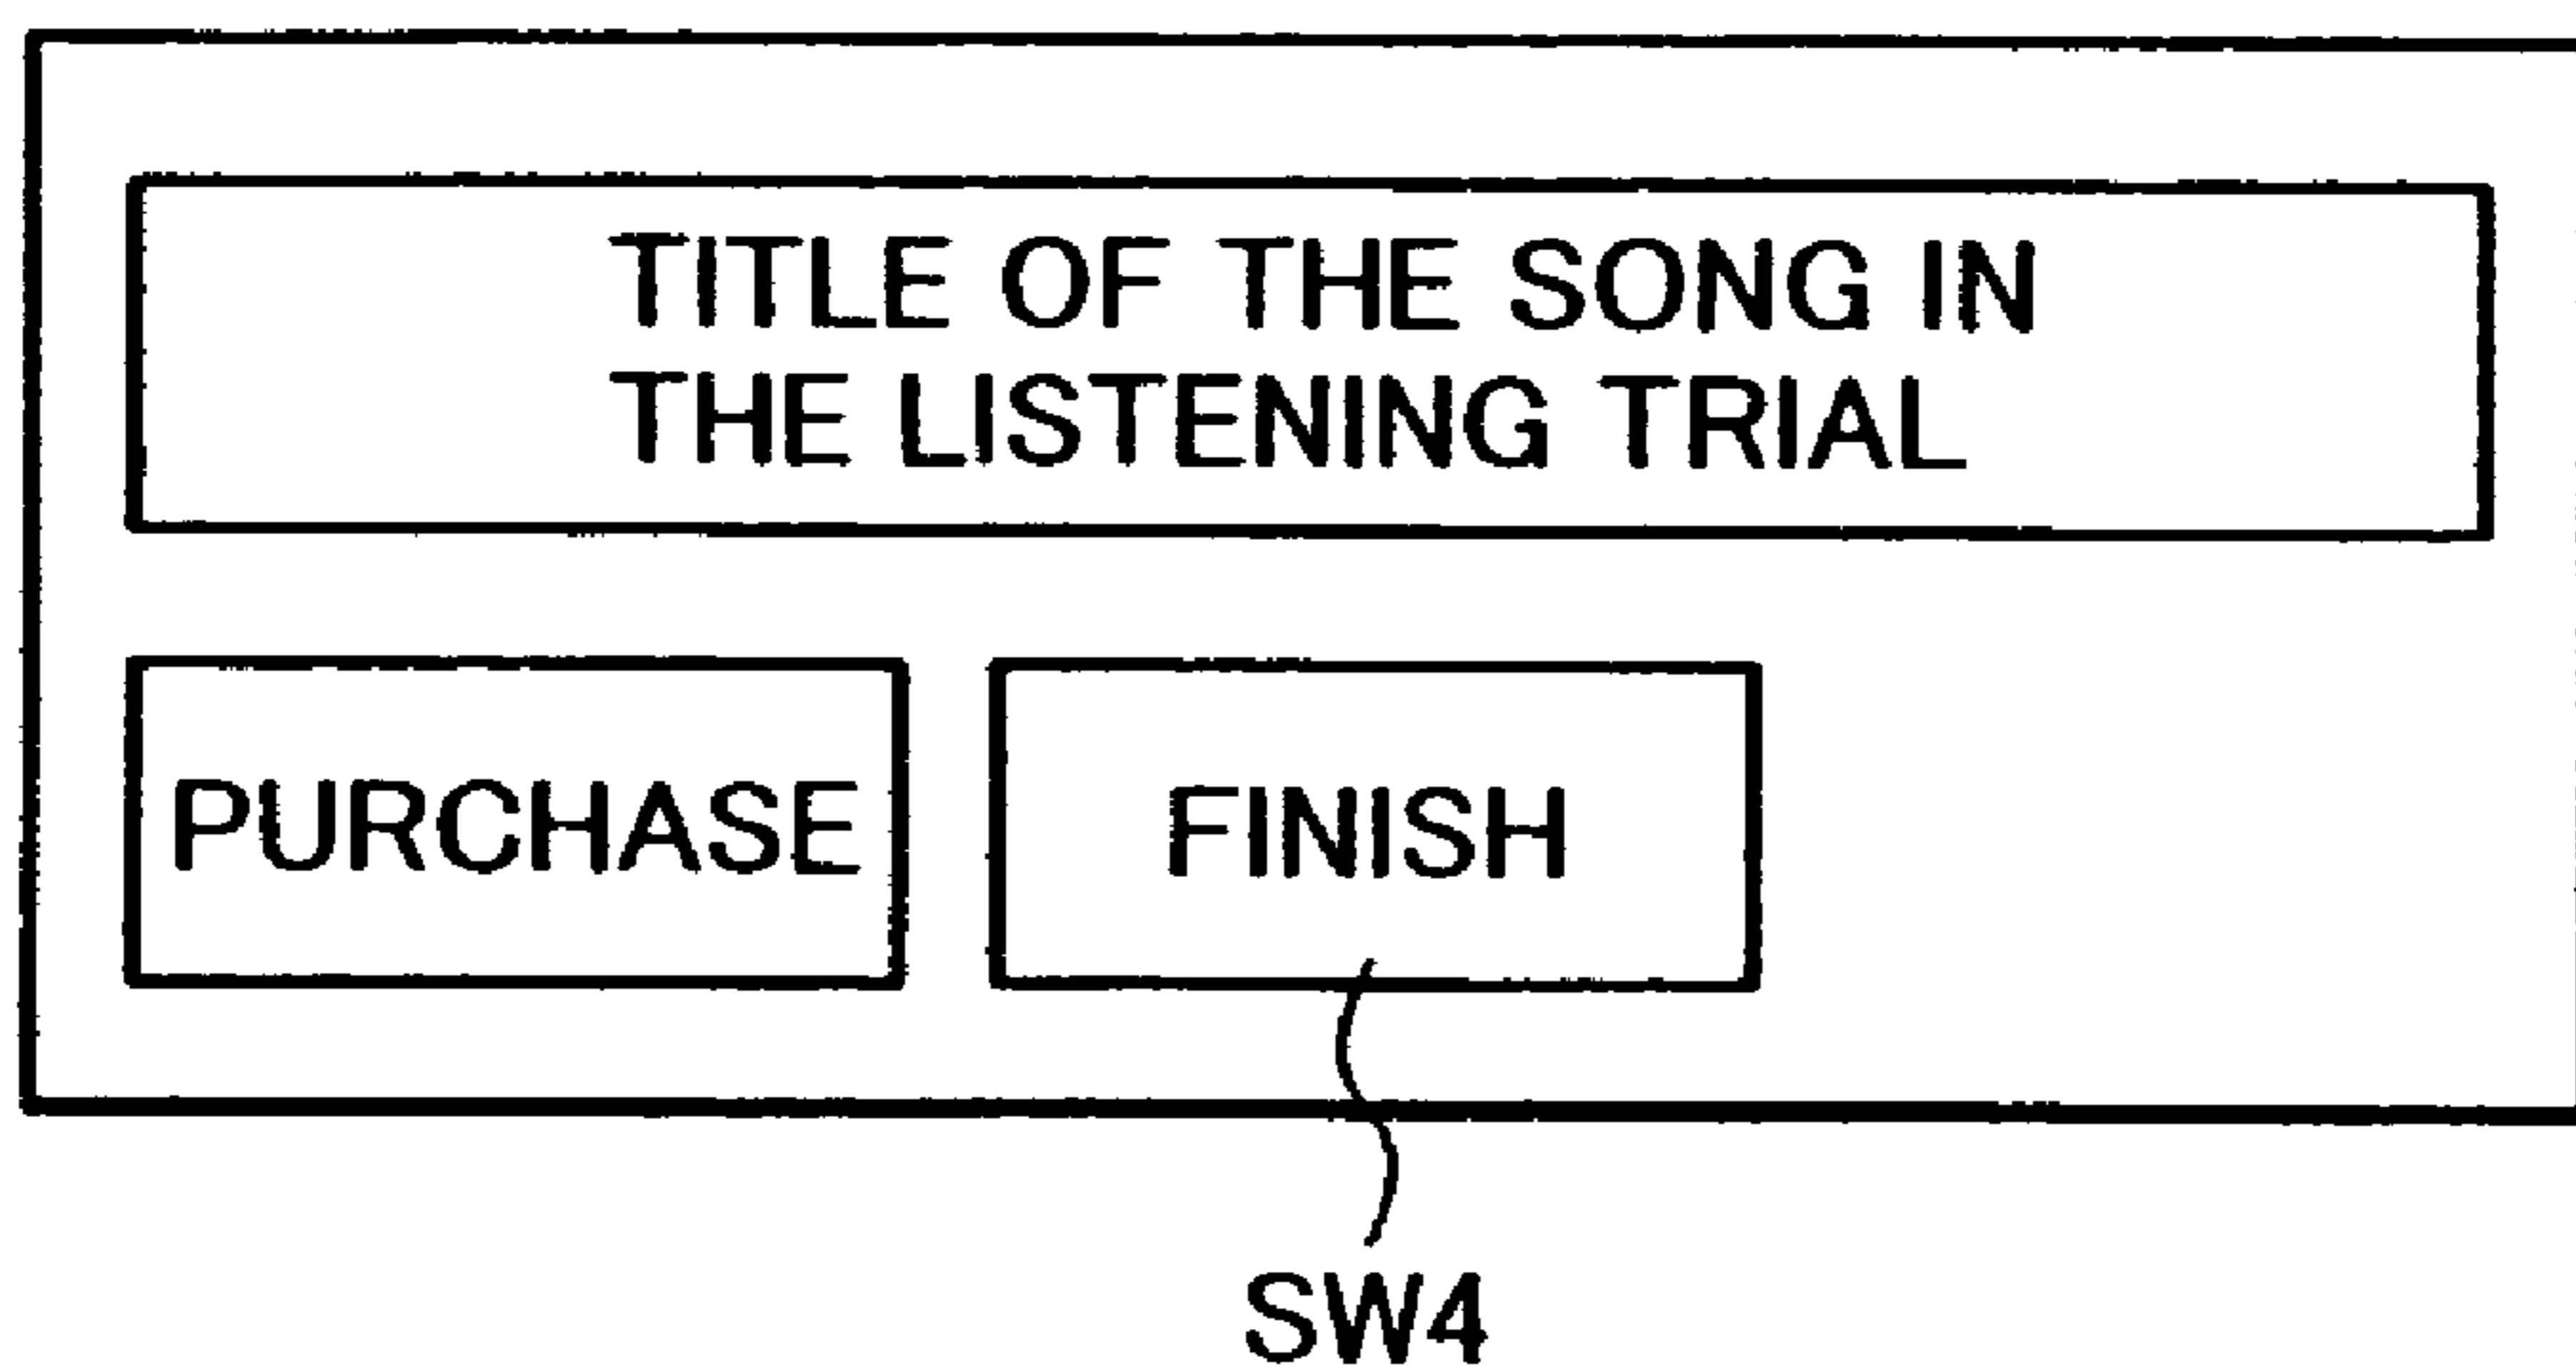 TITLE OF THE SONG IN
THE LISTENING TRIAL
PURCHASE
FINISH
SW4